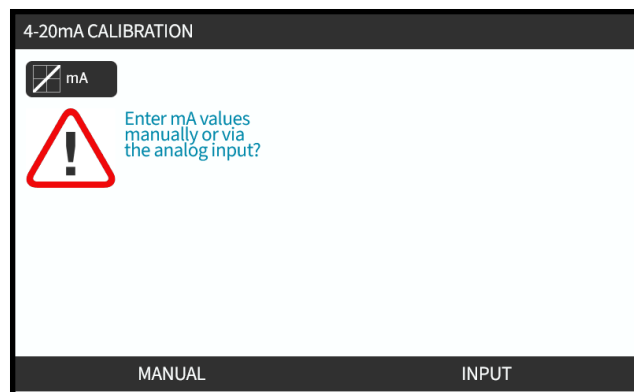 4-20mA CALIBRATION
mA
Enter mA values
manually or via
the analog input?
MANUAL INPUT